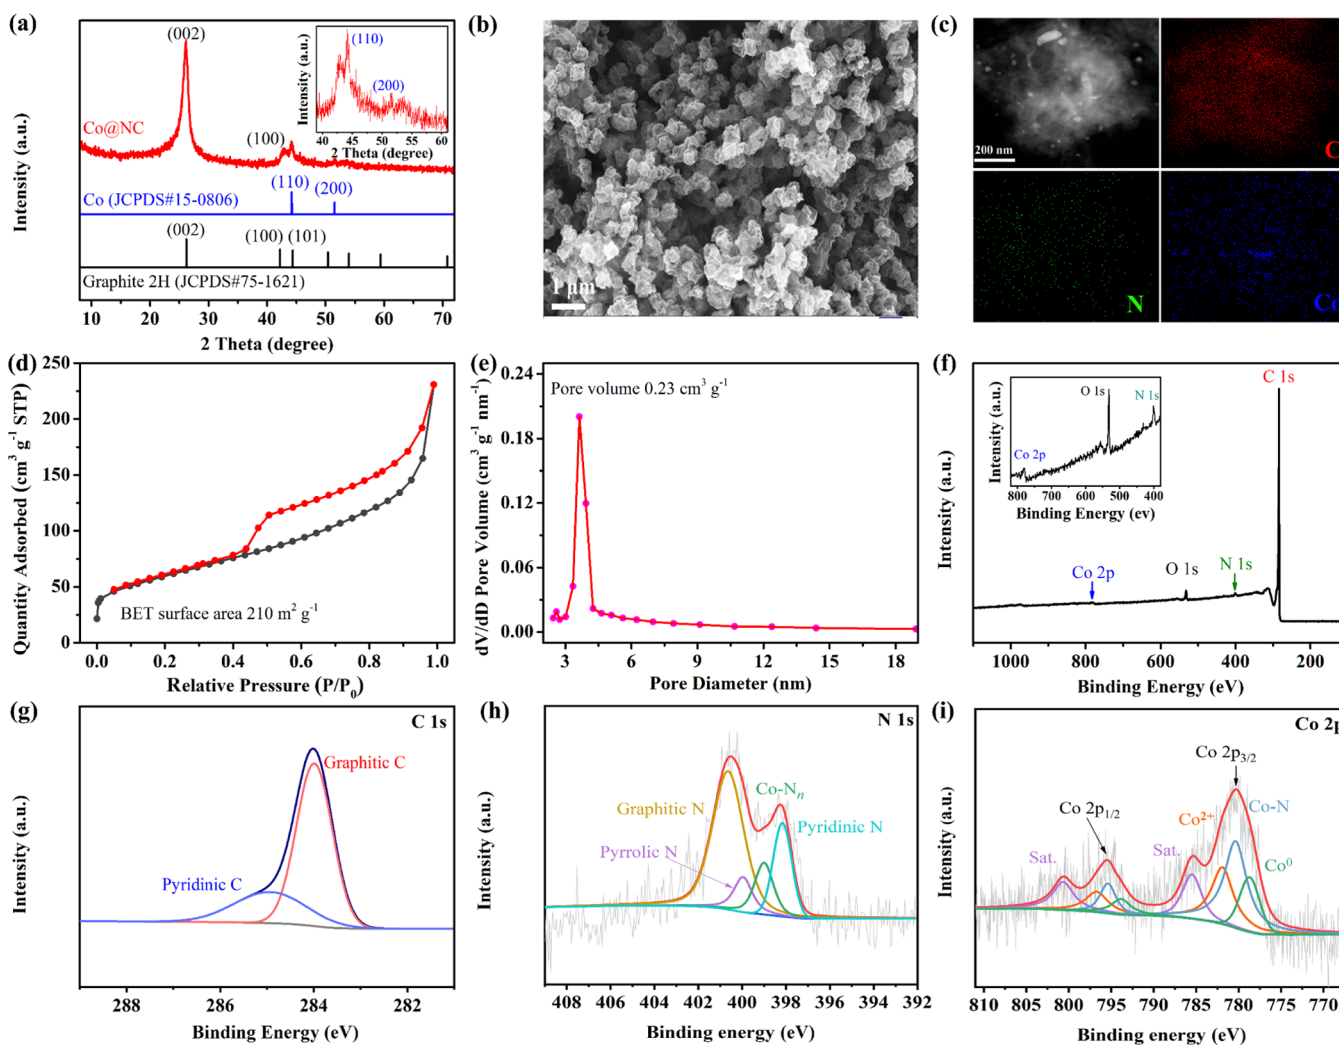 (a)
(002)
Co@NC
(100)
(110)
(200)
Intensity (a.u.)
39 42 45 48 51 54 57 60
2 Theta (degree)
(110)
(200)
Co (JCPDS#15-0806)
(002)
(100) (101)
Graphite 2H (JCPDS#75-1621)
Intensity (a.u.)
10 20 30 40 50 60 70
2 Theta (degree)
(b)
1 μm
(c)
200 nm
C
N
Co
(d)
Quantity Adsorbed (cm³ g⁻¹ STP)
250
200
150
100
50
0
BET surface area 210 m² g⁻¹
0.0 0.2 0.4 0.6 0.8 1.0
Relative Pressure (P/P₀)
(e)
dV/dD Pore Volume (cm³ g⁻¹ nm⁻¹)
0.24
0.18
0.12
0.06
0.00
Pore volume 0.23 cm³ g⁻¹
3 6 9 12 15 18
Pore Diameter (nm)
(f)
C 1s
Intensity (a.u.)
O 1s
N 1s
Co 2p
800 700 600 500 400
Binding Energy (ev)
Co 2p
O 1s
N 1s
Intensity (a.u.)
1000 800 600 400 200
Binding Energy (eV)
(g)
C 1s
Graphitic C
Pyridinic C
Intensity (a.u.)
288 286 284 282
Binding Energy (eV)
(h)
N 1s
Graphitic N
Co-Nₙ
Pyridinic N
Pyrrolic N
Intensity (a.u.)
408 406 404 402 400 398 396 394 392
Binding energy (eV)
(i)
Co 2p
Co 2p₃/₂
Co 2p₁/₂
Co²⁺
Co-N
Sat.
Sat.
Co⁰
Intensity (a.u.)
810 805 800 795 790 785 780 775 770
Binding energy (eV)